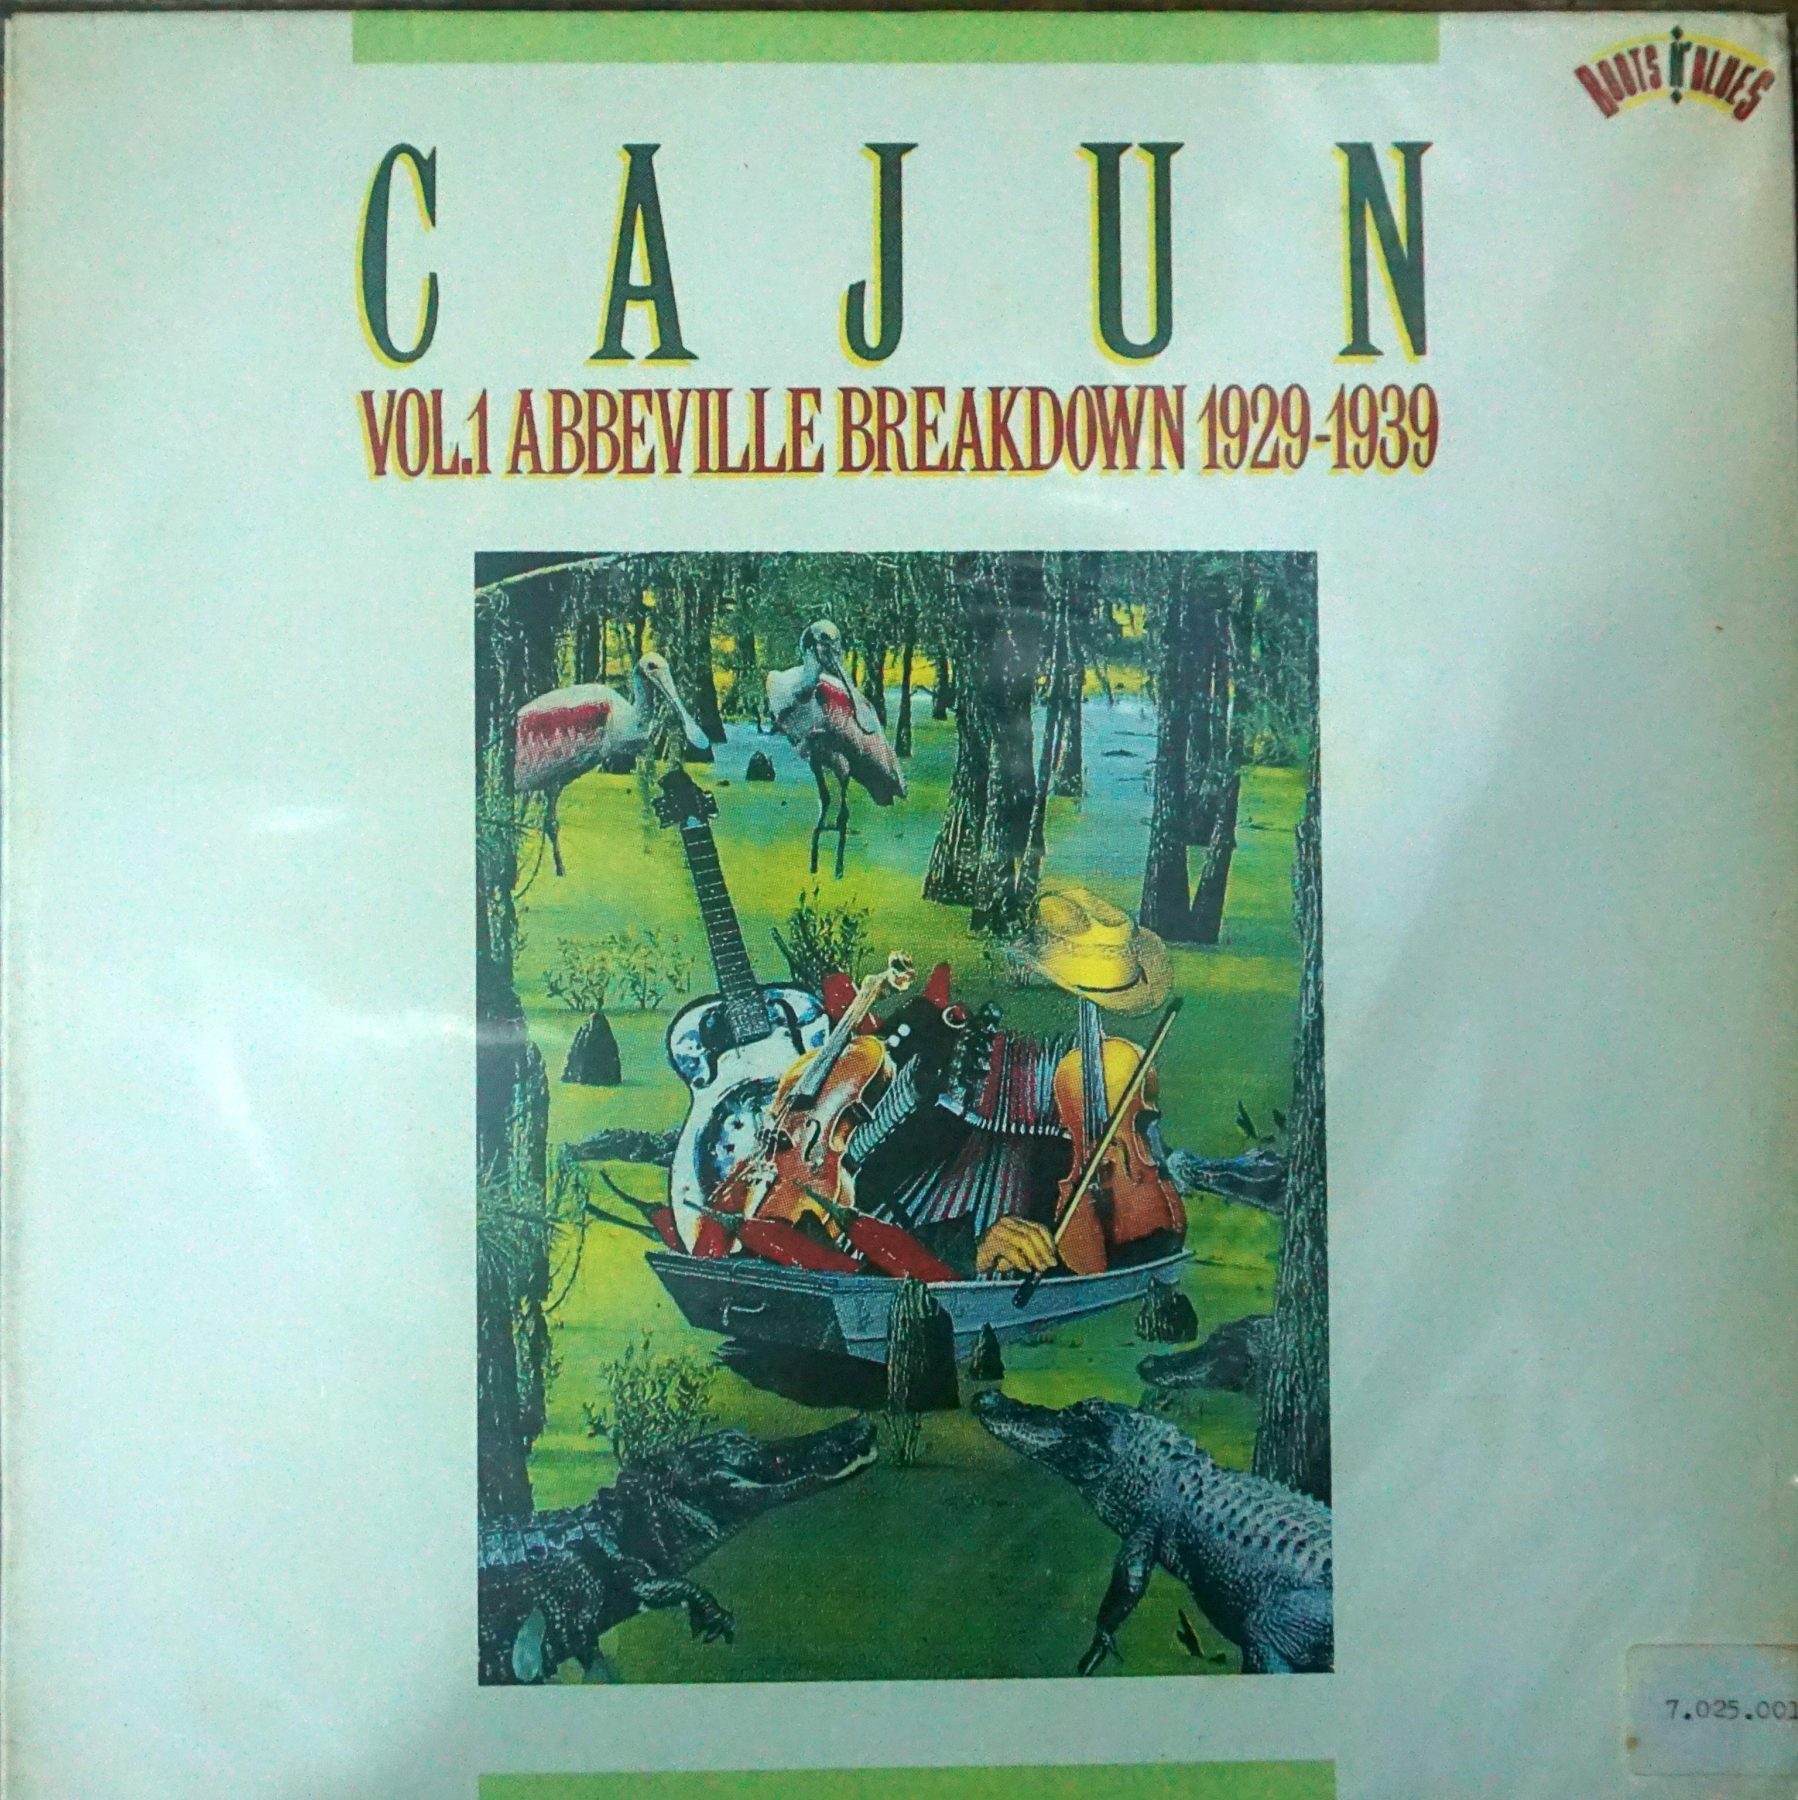 ROOTS N' BLUES
CAJUN
VOL.1 ABBEVILLE BREAKDOWN 1929-1939
7.025.001